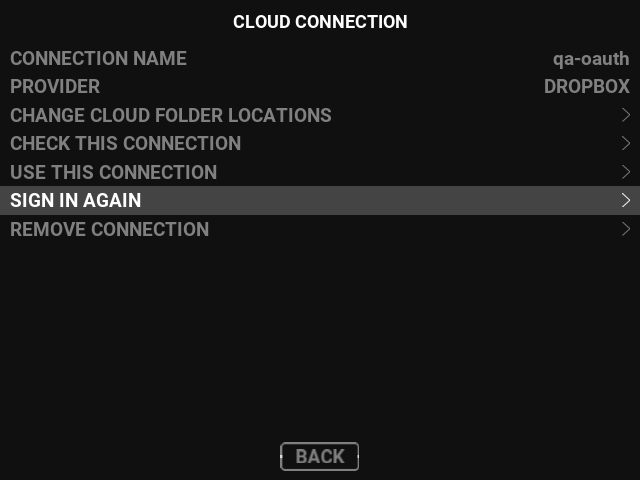 CLOUD CONNECTION
CONNECTION NAME qa-oauth
PROVIDER DROPBOX
CHANGE CLOUD FOLDER LOCATIONS
CHECK THIS CONNECTION
USE THIS CONNECTION
SIGN IN AGAIN
REMOVE CONNECTION
BACK